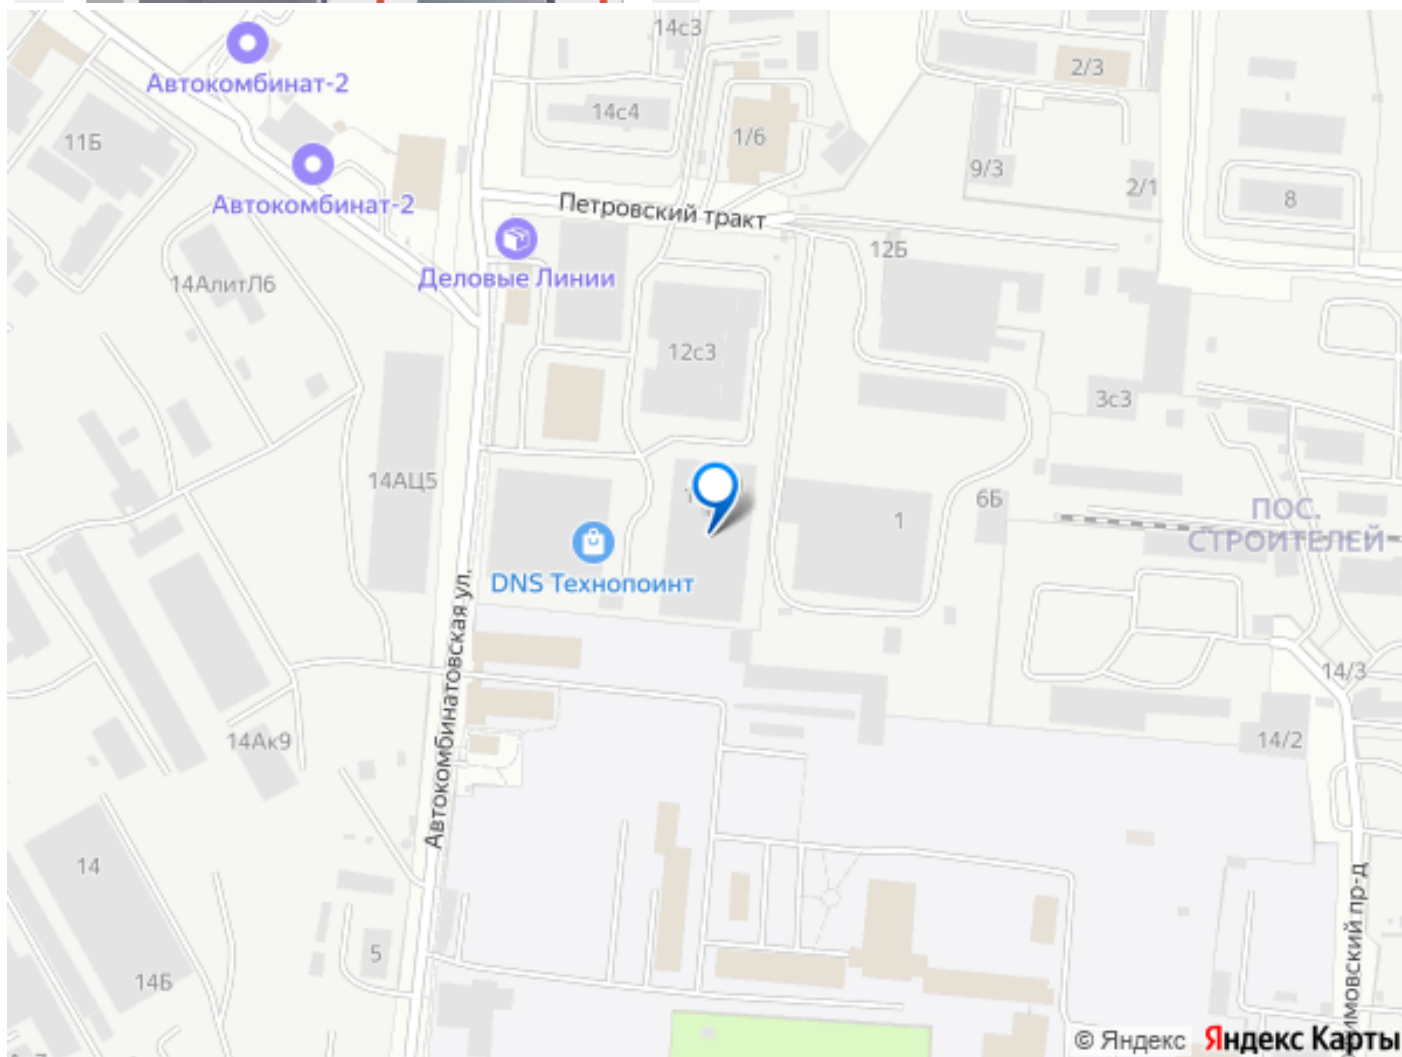 14с3
Автокомбинат-2
2/3
14с4
11Б
1/6
9/3
2/1
Автокомбинат-2
8
Петровский тракт
12Б
Деловые Линии
14АлитЛ6
12с3
3с3
14АЦ5
6Б
1
ПОС.
СТРОИТЕЛЕЙ
DNS Технопоинт
Автокомбинатовская ул.
14/3
14Ак9
14/2
14
5
14Б
имовский пр-д
© Яндекс Яндекс Карты